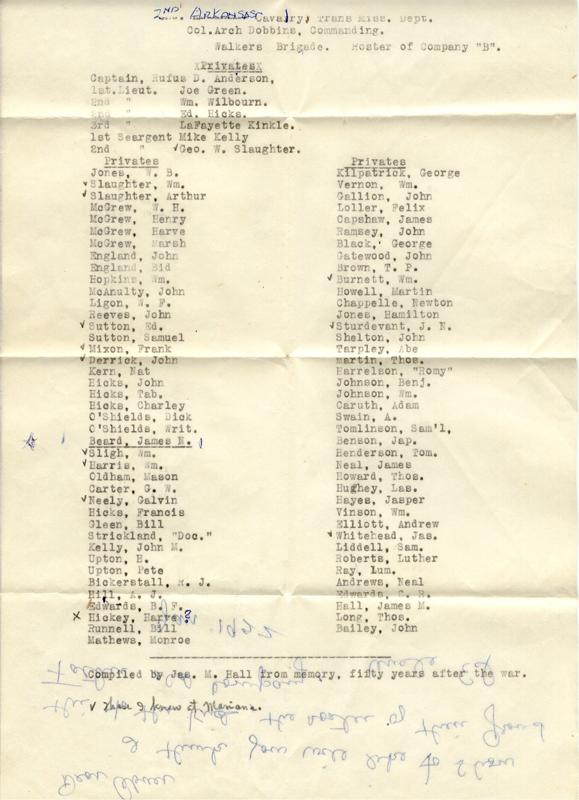 2ND ARKANSAS Cavalry, Trans Miss. Dept.
Col.Arch Dobbins, Commanding.
Walkers Brigade. Roster of Company "B".
XPrivatesX
Captain, Rufus D. Anderson,
1st.Lieut. Joe Green.
2nd " Wm. Wilbourn.
2nd " Ed. Hicks.
3rd " LaFayette Kinkle.
1st Seargent Mike Kelly
2nd " √Geo. W. Slaughter.
Privates
Jones, W. B.
√Slaughter, Wm.
√Slaughter, Arthur
McGrew, W. H.
McGrew, Henry
McGrew, Harve
McGrew, Marsh
England, John
England, Bid
Hopkins, Wm.
McAnulty, John
Ligon, W. F.
Reeves, John
√Sutton, Ed.
Sutton, Samuel
√Mixon, Frank
√Derrick, John
Kern, Nat
Hicks, John
Hicks, Tab.
Hicks, Charley
O'Shields, Dick
O'Shields, Writ.
Beard, James N.
√Sligh, Wm.
√Harris, Wm.
Oldham, Mason
Carter, G. W.
√Neely, Galvin
Hicks, Francis
Gleen, Bill
Strickland, "Doc."
Kelly, John M.
Upton, H.
Upton, Pete
Bickerstall, R. J.
Hill, A. J.
Edwards, B. F.
x Hickey, Harve?
Runnell, Bill
Mathews, Monroe
Privates
Kilpatrick, George
Vernon, Wm.
Gallion, John
Loller, Felix
Capshaw, James
Ramsey, John
Black, George
Gatewood, John
Brown, T. P.
√Burnett, Wm.
Howell, Martin
Chappelle, Newton
Jones, Hamilton
√Sturdevant, J. N.
Shelton, John
Tarpley, Abe
martin, Thos.
Harrelson, "Romy"
Johnson, Benj.
Johnson, Wm.
Caruth, Adam
Swain, A.
Tomlinson, Sam'l,
Benson, Jap.
Henderson, Tom.
Neal, James
Howard, Thos.
Hughey, Las.
Hayes, Jasper
Vinson, Wm.
Elliott, Andrew
√Whitehead, Jas.
Liddell, Sam.
Roberts, Luther
Ray, Lum.
Andrews, Neal
Edwards, C. R.
Hall, James M.
Long, Thos.
Bailey, John
Compiled by Jas. M. Hall from memory, fifty years after the war.
√ These I knew at Mariana.